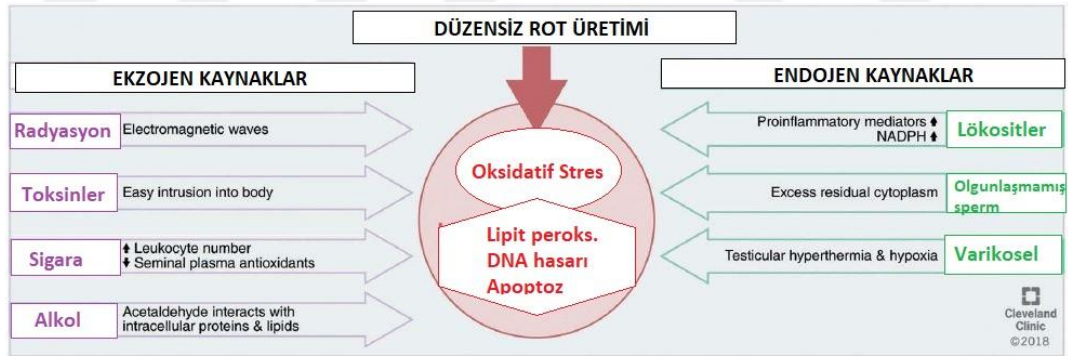 DÜZENSİZ ROT ÜRETİMİ
EKZOJEN KAYNAKLAR
ENDOJEN KAYNAKLAR
Radyasyon
Electromagnetic waves
Toksinler
Easy intrusion into body
Sigara
⬆ Leukocyte number
⬇ Seminal plasma antioxidants
Alkol
Acetaldehyde interacts with
intracellular proteins & lipids
Oksidatif Stres
Lipit peroks.
DNA hasarı
Apoptoz
Proinflammatory mediators ⬆
NADPH ⬆
Lökositler
Excess residual cytoplasm
Olgunlaşmamış
sperm
Testicular hyperthermia & hypoxia
Varikosel
Cleveland
Clinic
©2018